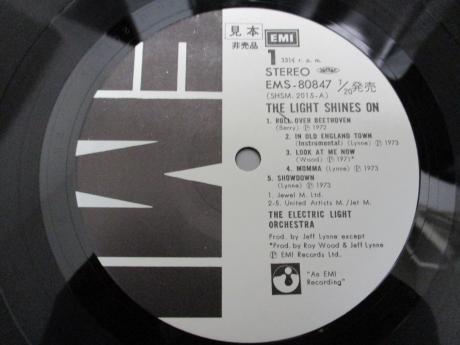 見本
非売品
EMI
1
33⅓ r. p. m.
STEREO
EMS-80847 1/20発売
(SHSM. 2015-A)
THE LIGHT SHINES ON
1. ROLL OVER BEETHOVEN
(Berry) Ⓟ 1972
2. IN OLD ENGLAND TOWN
(Instrumental) (Lynne) Ⓟ 1973
3. LOOK AT ME NOW
(Wood) Ⓟ 1971*
4. MOMMA (Lynne) Ⓟ 1973
5. SHOWDOWN
(Lynne) Ⓟ 1973
1. Jewel M. Ltd.
2-5. United Artists M./Jet M.
THE ELECTRIC LIGHT
ORCHESTRA
Prod. by Jeff Lynne except
*Prod. by Roy Wood & Jeff Lynne
Ⓟ EMI Records Ltd.
"An EMI
Recording"
EMI